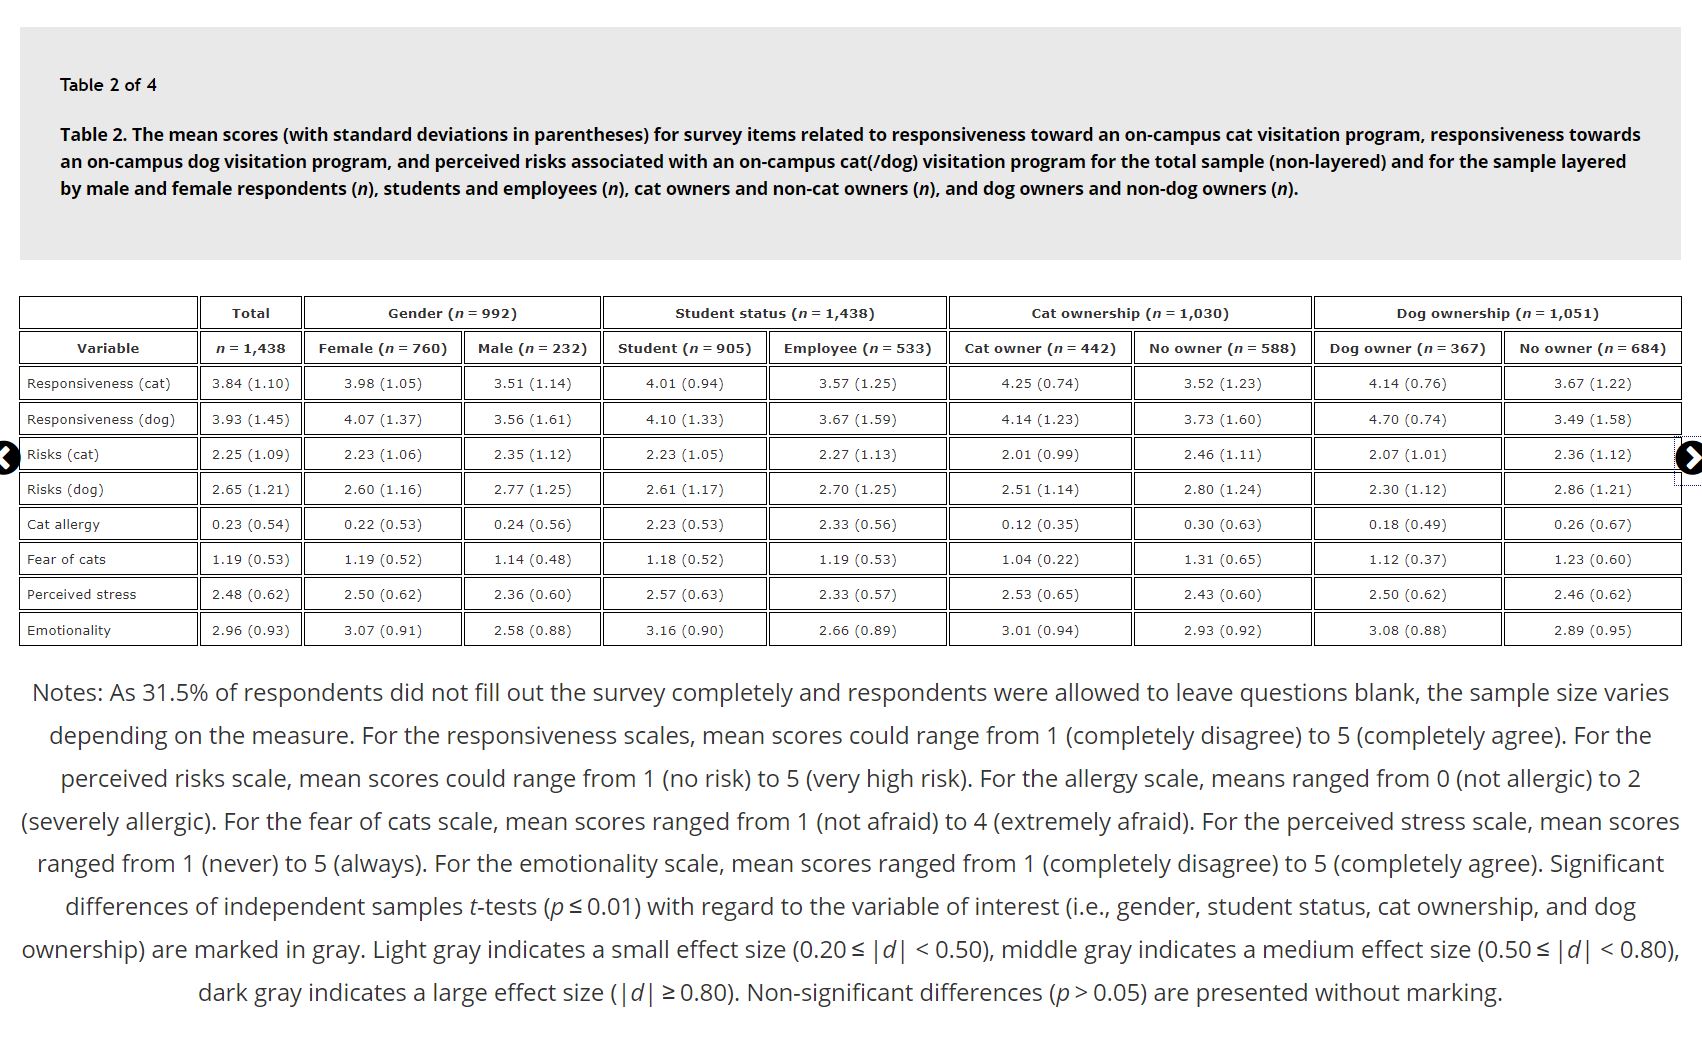 Table 2 of 4
Table 2. The mean scores (with standard deviations in parentheses) for survey items related to responsiveness toward an on-campus cat visitation program, responsiveness towards
an on-campus dog visitation program, and perceived risks associated with an on-campus cat(/dog) visitation program for the total sample (non-layered) and for the sample layered
by male and female respondents (n), students and employees (n), cat owners and non-cat owners (n), and dog owners and non-dog owners (n).
Total Gender (n = 992) Student status (n = 1,438) Cat ownership (n = 1,030) Dog ownership (n = 1,051)
Variable n = 1,438 Female (n = 760) Male (n = 232) Student (n = 905) Employee (n = 533) Cat owner (n = 442) No owner (n = 588) Dog owner (n = 367) No owner (n = 684)
Responsiveness (cat) 3.84 (1.10) 3.98 (1.05) 3.51 (1.14) 4.01 (0.94) 3.57 (1.25) 4.25 (0.74) 3.52 (1.23) 4.14 (0.76) 3.67 (1.22)
Responsiveness (dog) 3.93 (1.45) 4.07 (1.37) 3.56 (1.61) 4.10 (1.33) 3.67 (1.59) 4.14 (1.23) 3.73 (1.60) 4.70 (0.74) 3.49 (1.58)
Risks (cat) 2.25 (1.09) 2.23 (1.06) 2.35 (1.12) 2.23 (1.05) 2.27 (1.13) 2.01 (0.99) 2.46 (1.11) 2.07 (1.01) 2.36 (1.12)
Risks (dog) 2.65 (1.21) 2.60 (1.16) 2.77 (1.25) 2.61 (1.17) 2.70 (1.25) 2.51 (1.14) 2.80 (1.24) 2.30 (1.12) 2.86 (1.21)
Cat allergy 0.23 (0.54) 0.22 (0.53) 0.24 (0.56) 2.23 (0.53) 2.33 (0.56) 0.12 (0.35) 0.30 (0.63) 0.18 (0.49) 0.26 (0.67)
Fear of cats 1.19 (0.53) 1.19 (0.52) 1.14 (0.48) 1.18 (0.52) 1.19 (0.53) 1.04 (0.22) 1.31 (0.65) 1.12 (0.37) 1.23 (0.60)
Perceived stress 2.48 (0.62) 2.50 (0.62) 2.36 (0.60) 2.57 (0.63) 2.33 (0.57) 2.53 (0.65) 2.43 (0.60) 2.50 (0.62) 2.46 (0.62)
Emotionality 2.96 (0.93) 3.07 (0.91) 2.58 (0.88) 3.16 (0.90) 2.66 (0.89) 3.01 (0.94) 2.93 (0.92) 3.08 (0.88) 2.89 (0.95)
Notes: As 31.5% of respondents did not fill out the survey completely and respondents were allowed to leave questions blank, the sample size varies
depending on the measure. For the responsiveness scales, mean scores could range from 1 (completely disagree) to 5 (completely agree). For the
perceived risks scale, mean scores could range from 1 (no risk) to 5 (very high risk). For the allergy scale, means ranged from 0 (not allergic) to 2
(severely allergic). For the fear of cats scale, mean scores ranged from 1 (not afraid) to 4 (extremely afraid). For the perceived stress scale, mean scores
ranged from 1 (never) to 5 (always). For the emotionality scale, mean scores ranged from 1 (completely disagree) to 5 (completely agree). Significant
differences of independent samples t-tests (p ≤ 0.01) with regard to the variable of interest (i.e., gender, student status, cat ownership, and dog
ownership) are marked in gray. Light gray indicates a small effect size (0.20 ≤ |d| < 0.50), middle gray indicates a medium effect size (0.50 ≤ |d| < 0.80),
dark gray indicates a large effect size (|d| ≥ 0.80). Non-significant differences (p > 0.05) are presented without marking.